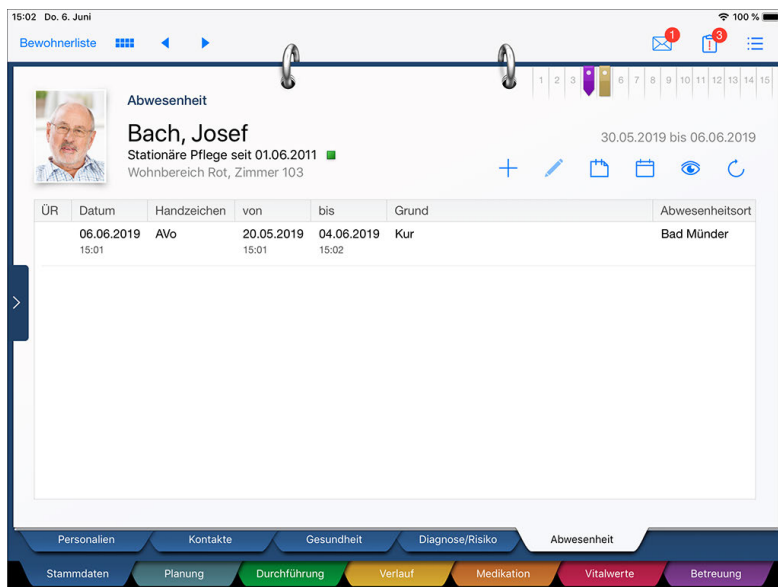 15:02 Do. 6. Juni 100 %
Bewohnerliste 1 3
1 2 3 6 7 8 9 10 11 12 13 14 15
Abwesenheit
Bach, Josef
30.05.2019 bis 06.06.2019
Stationäre Pflege seit 01.06.2011
Wohnbereich Rot, Zimmer 103
ÜR Datum Handzeichen von bis Grund Abwesenheitsort
06.06.2019 AVo 20.05.2019 04.06.2019 Kur Bad Münder
15:01 15:01 15:02
Personalien Kontakte Gesundheit Diagnose/Risiko Abwesenheit
Stammdaten Planung Durchführung Verlauf Medikation Vitalwerte Betreuung